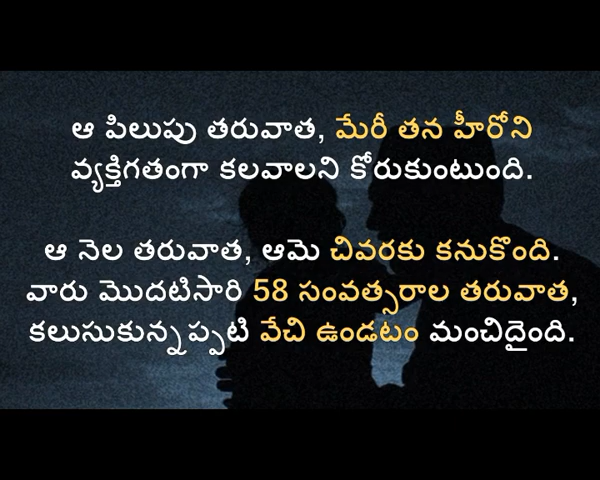 ఆ పిలుపు తరువాత, మేరీ తన హీరోని
వ్యక్తిగతంగా కలవాలని కోరుకుంటుంది.
ఆ నెల తరువాత, ఆమె చివరకు కనుకొంది.
వారు మొదటిసారి 58 సంవత్సరాల తరువాత,
కలుసుకున్నప్పటి వేచి ఉండటం మంచిదైంది.